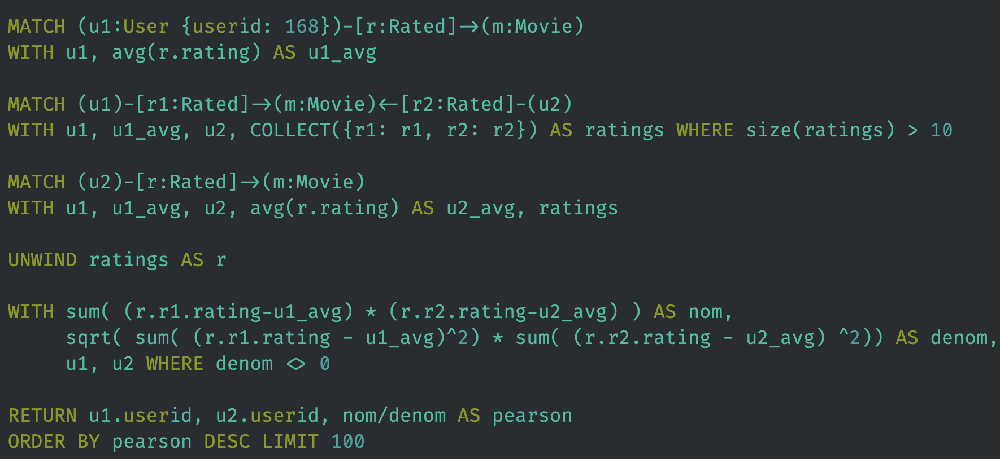 MATCH (u1:User {userid: 168})-[r:Rated]->(m:Movie)
WITH u1, avg(r.rating) AS u1_avg
MATCH (u1)-[r1:Rated]->(m:Movie)<-[r2:Rated]-(u2)
WITH u1, u1_avg, u2, COLLECT({r1: r1, r2: r2}) AS ratings WHERE size(ratings) > 10
MATCH (u2)-[r:Rated]->(m:Movie)
WITH u1, u1_avg, u2, avg(r.rating) AS u2_avg, ratings
UNWIND ratings AS r
WITH sum( (r.r1.rating-u1_avg) * (r.r2.rating-u2_avg) ) AS nom,
sqrt( sum( (r.r1.rating - u1_avg)^2) * sum( (r.r2.rating - u2_avg) ^2)) AS denom,
u1, u2 WHERE denom <> 0
RETURN u1.userid, u2.userid, nom/denom AS pearson
ORDER BY pearson DESC LIMIT 100